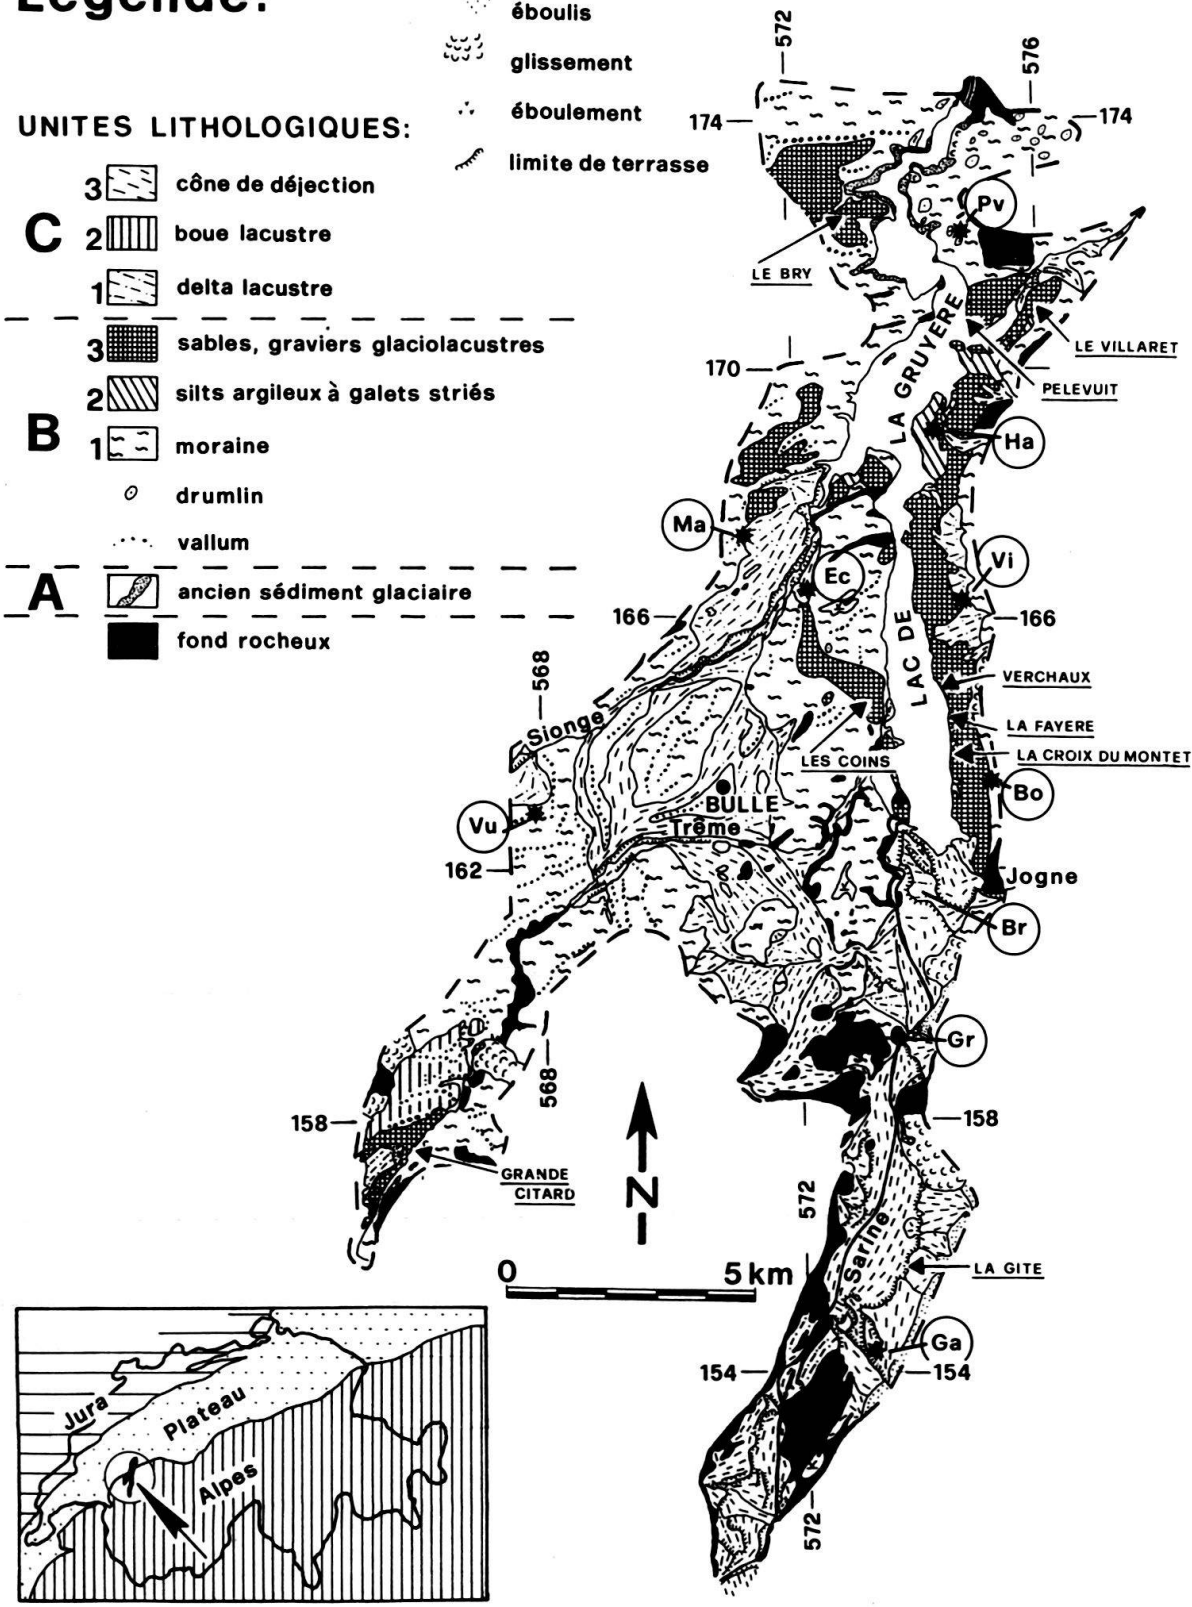 Légende:
éboulis
glissement
éboulement
limite de terrasse
UNITES LITHOLOGIQUES:
C
3 cône de déjection
2 boue lacustre
1 delta lacustre
B
3 sables, graviers glaciolacustres
2 silts argileux à galets striés
1 moraine
drumlin
vallum
A
ancien sédiment glaciaire
fond rocheux
572
576
174
174
Pv
LE BRY
LE VILLARET
PELEVUIT
170
LAC DE LA GRUYERE
Ha
Ma
Ec
Vi
166
166
568
VERCHAUX
LA FAYERE
LA CROIX DU MONTET
Sionge
LES COINS
Bo
BULLE
Vu
Trême
162
Jogne
Br
Gr
568
158
158
GRANDE
CITARD
N
572
Sarine
LA GITE
0 5 km
Ga
154
154
572
Jura
Plateau
Alpes